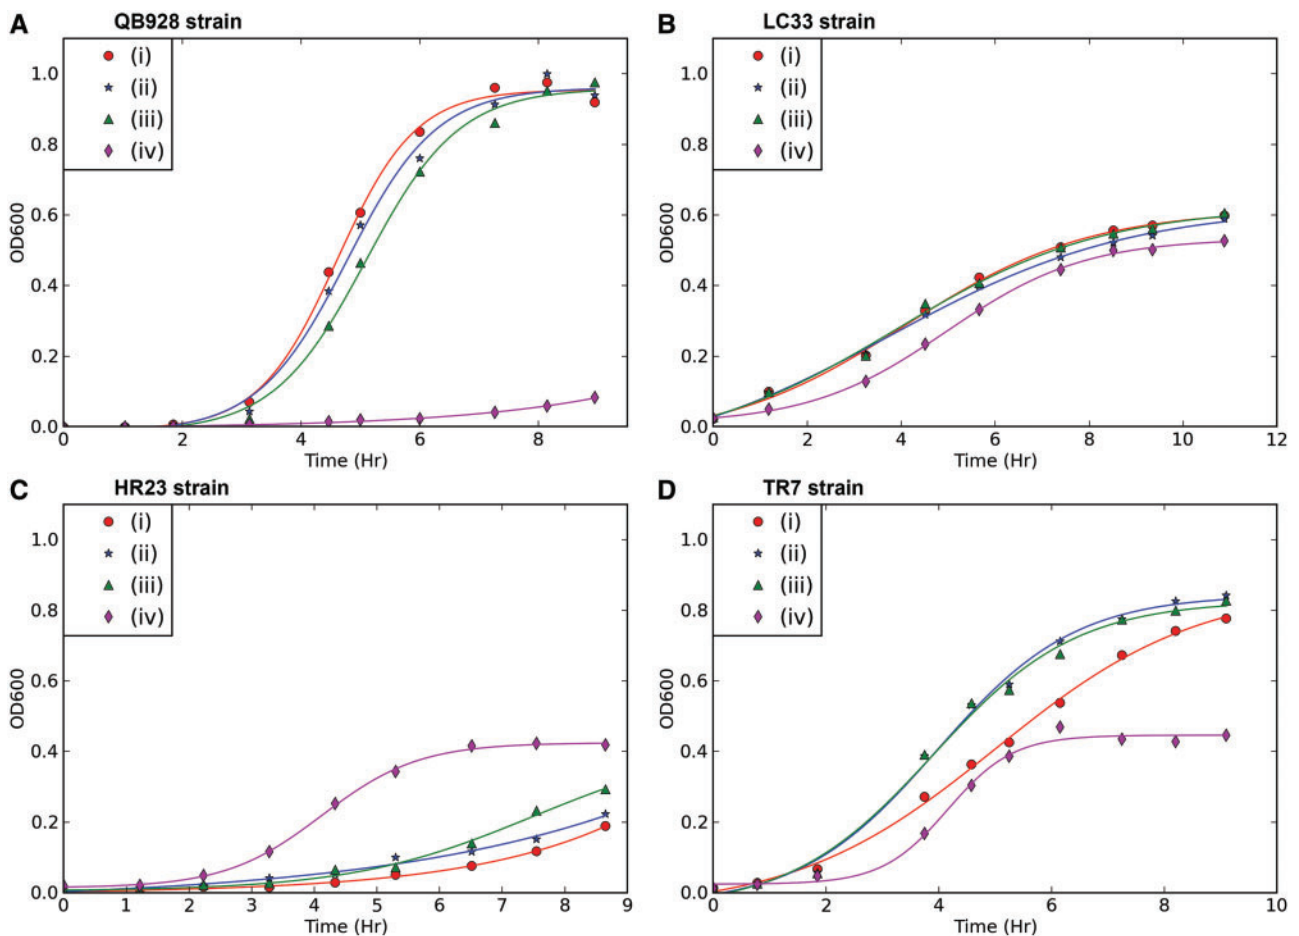 A QB928 strain
(i)
(ii)
(iii)
(iv)
1.0
0.8
0.6
0.4
0.2
0.0
OD600
0 2 4 6 8
Time (Hr)
B LC33 strain
(i)
(ii)
(iii)
(iv)
1.0
0.8
0.6
0.4
0.2
0.0
OD600
0 2 4 6 8 10 12
Time (Hr)
C HR23 strain
(i)
(ii)
(iii)
(iv)
1.0
0.8
0.6
0.4
0.2
0.0
OD600
0 1 2 3 4 5 6 7 8 9
Time (Hr)
D TR7 strain
(i)
(ii)
(iii)
(iv)
1.0
0.8
0.6
0.4
0.2
0.0
OD600
0 2 4 6 8 10
Time (Hr)